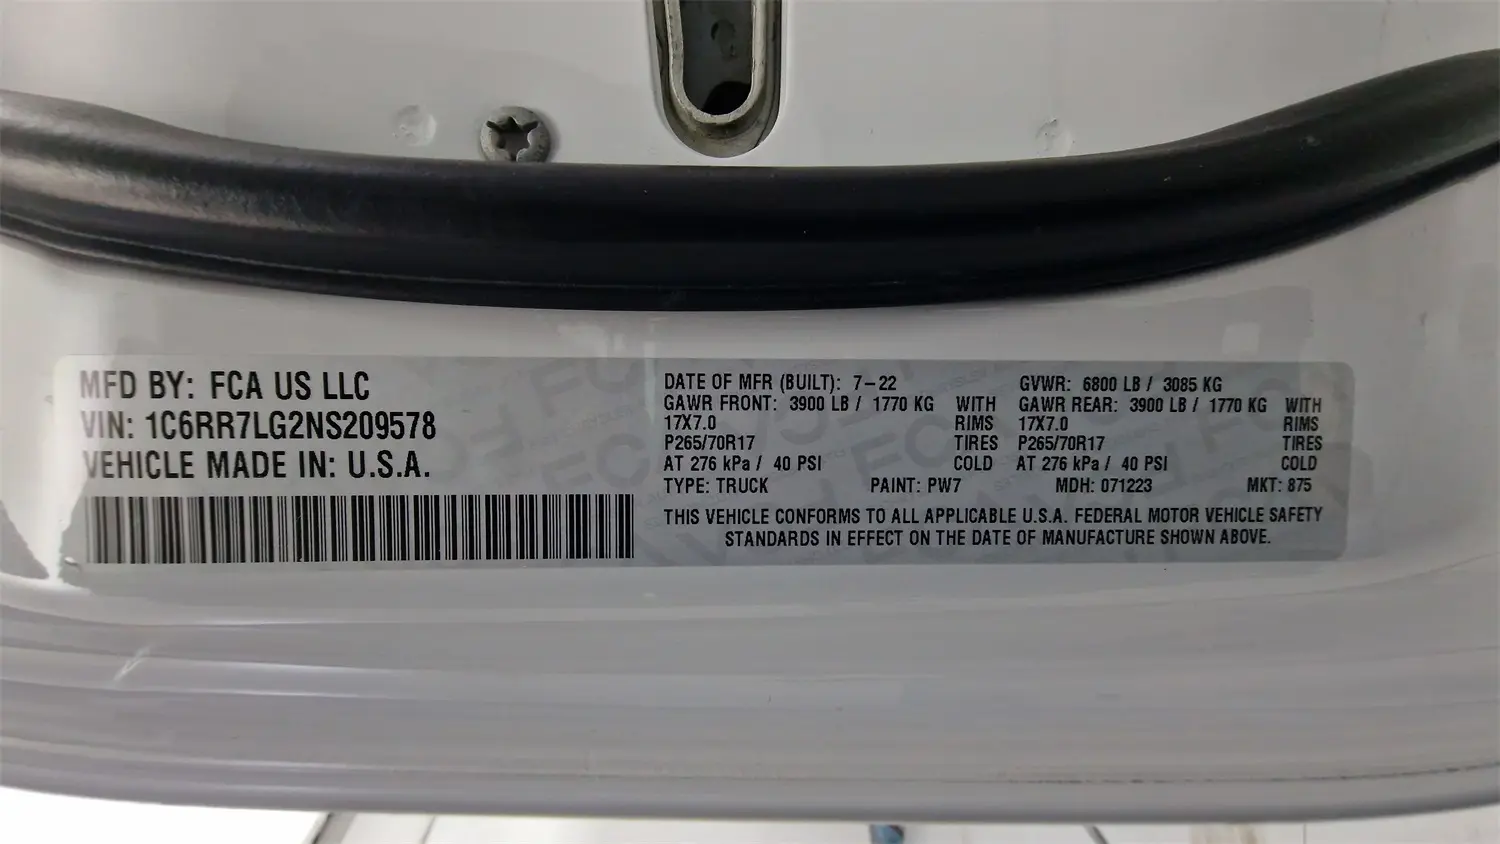 MFD BY: FCA US LLC
VIN: 1C6RR7LG2NS209578
VEHICLE MADE IN: U.S.A.
DATE OF MFR (BUILT): 7-22 GVWR: 6800 LB / 3085 KG
GAWR FRONT: 3900 LB / 1770 KG WITH GAWR REAR: 3900 LB / 1770 KG WITH
17X7.0 RIMS 17X7.0 RIMS
P265/70R17 TIRES P265/70R17 TIRES
AT 276 kPa / 40 PSI COLD AT 276 kPa / 40 PSI COLD
TYPE: TRUCK PAINT: PW7 MDH: 071223 MKT: 875
THIS VEHICLE CONFORMS TO ALL APPLICABLE U.S.A. FEDERAL MOTOR VEHICLE SAFETY
STANDARDS IN EFFECT ON THE DATE OF MANUFACTURE SHOWN ABOVE.